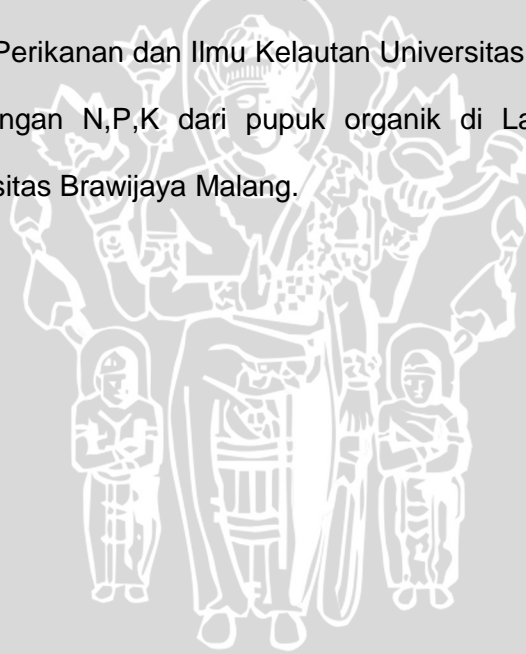 Perikanan dan Ilmu Kelautan Universitas
ngan N,P,K dari pupuk organik di La
sitas Brawijaya Malang.